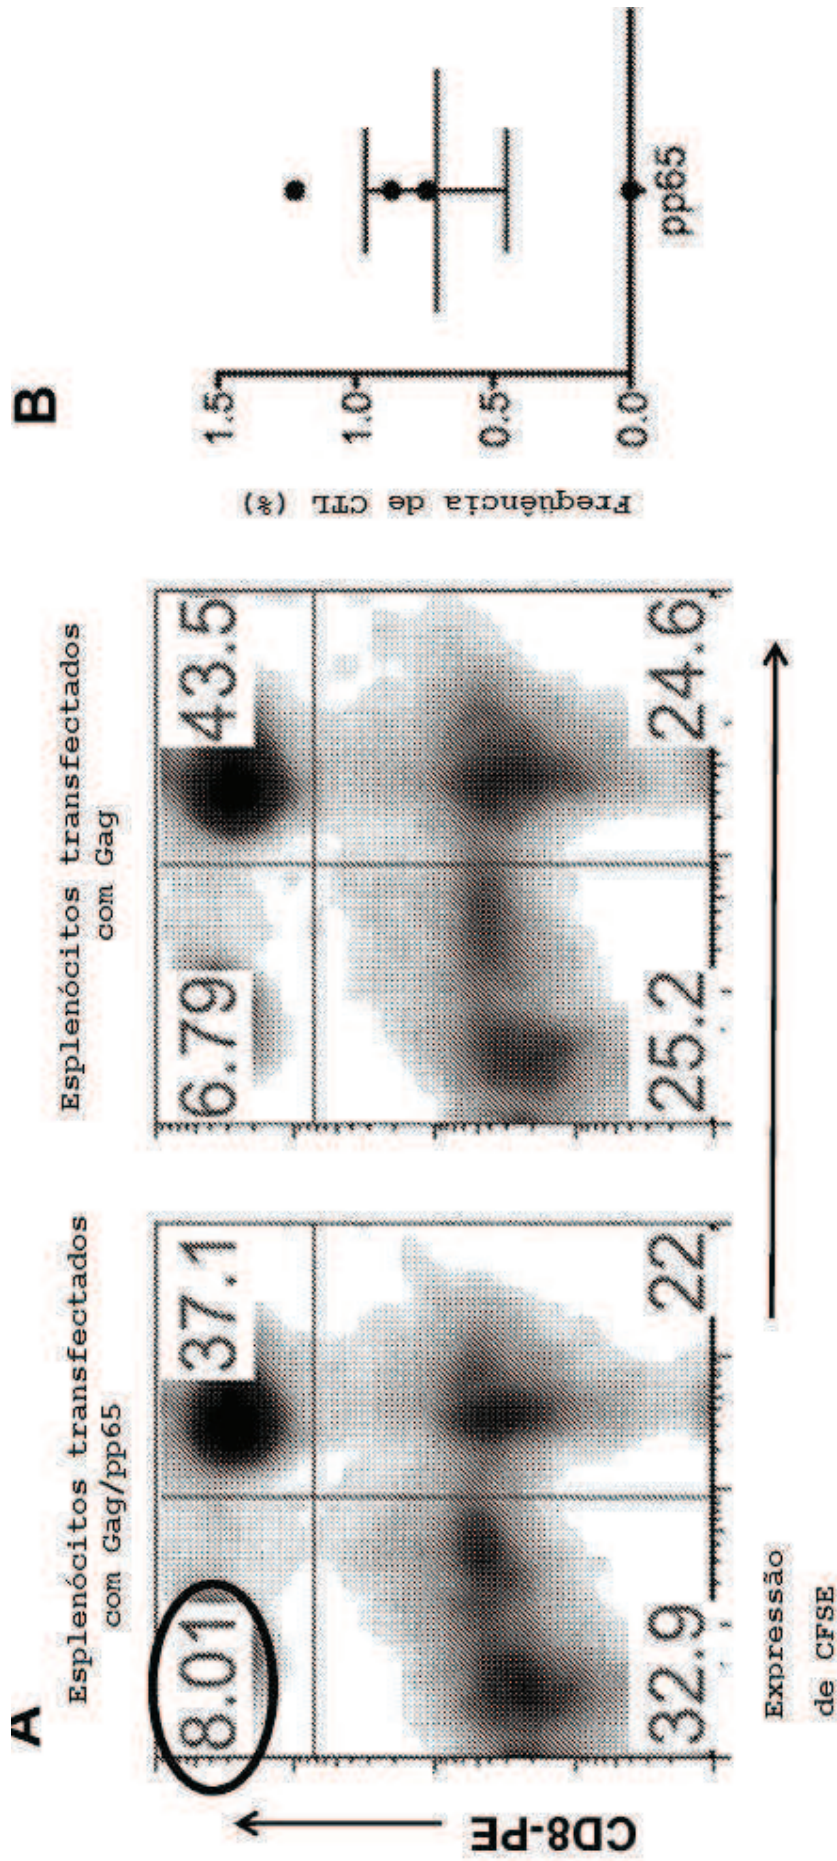 A
Esplenócitos transfectados
com Gag/pp65
8.01
37.1
32.9
22
CD8-PE
Esplenócitos transfectados
com Gag
6.79
43.5
25.2
24.6
Expressão
de CFSE
B
Frequência de CTL (%)
1.5
1.0
0.5
0.0
pp65